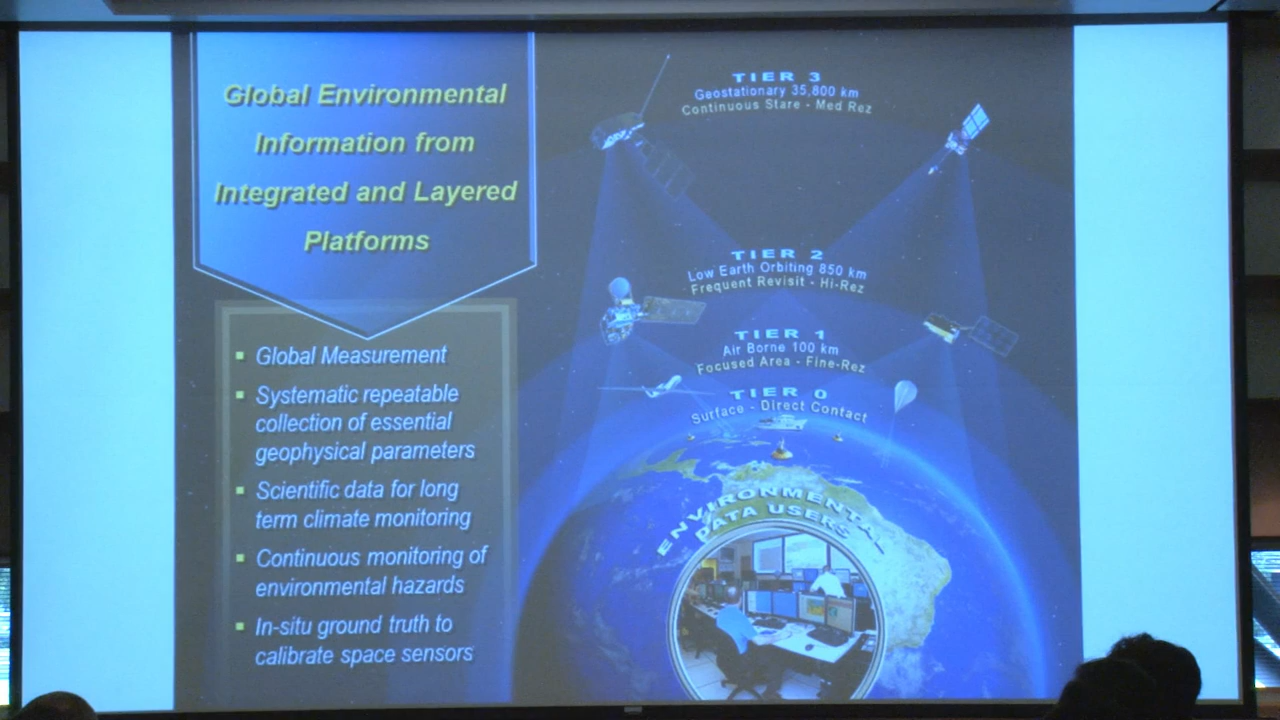 Global Environmental
Information from
Integrated and Layered
Platforms
Global Measurement
Systematic repeatable
collection of essential
geophysical parameters
Scientific data for long
term climate monitoring
Continuous monitoring of
environmental hazards
In-situ ground truth to
calibrate space sensors
TIER 3
Geostationary 35,800 km
Continuous Stare - Med Rez
TIER 2
Low Earth Orbiting 850 km
Frequent Revisit - Hi-Rez
TIER 1
Air Borne 100 km
Focused Area - Fine-Rez
TIER 0
Surface - Direct Contact
ENVIRONMENTAL
DATA USERS